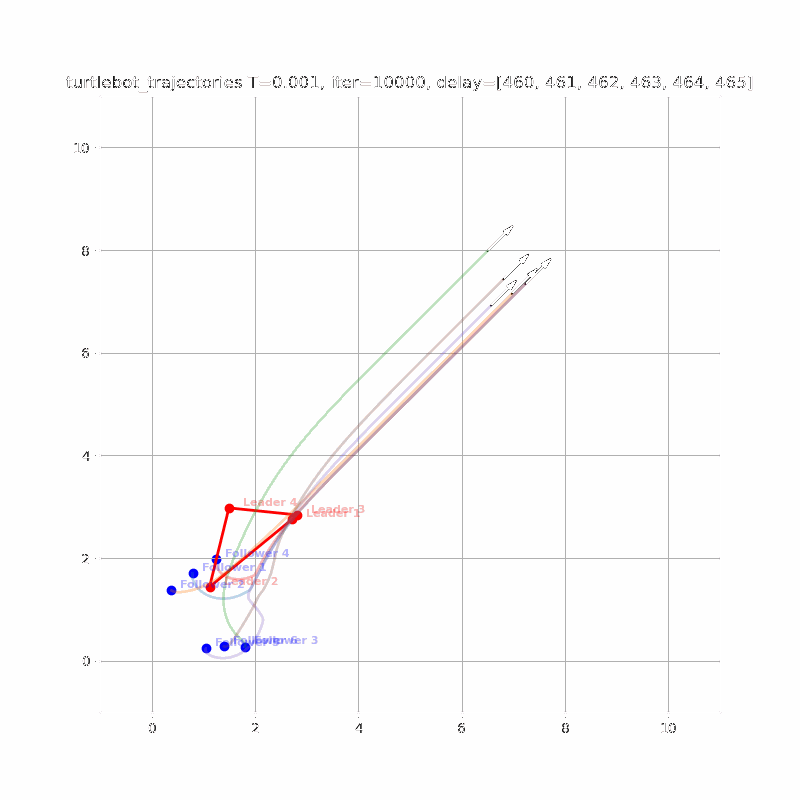 turtlebot_trajectories T=0.001, iter=10000, delay=[460, 461, 462, 463, 464, 465]
10
8
6
4
2
0
Leader 4
Leader 3
Leader 1
Follower 4
Follower 1
Leader 2
Follower 2
Follower 3
0 2 4 6 8 10